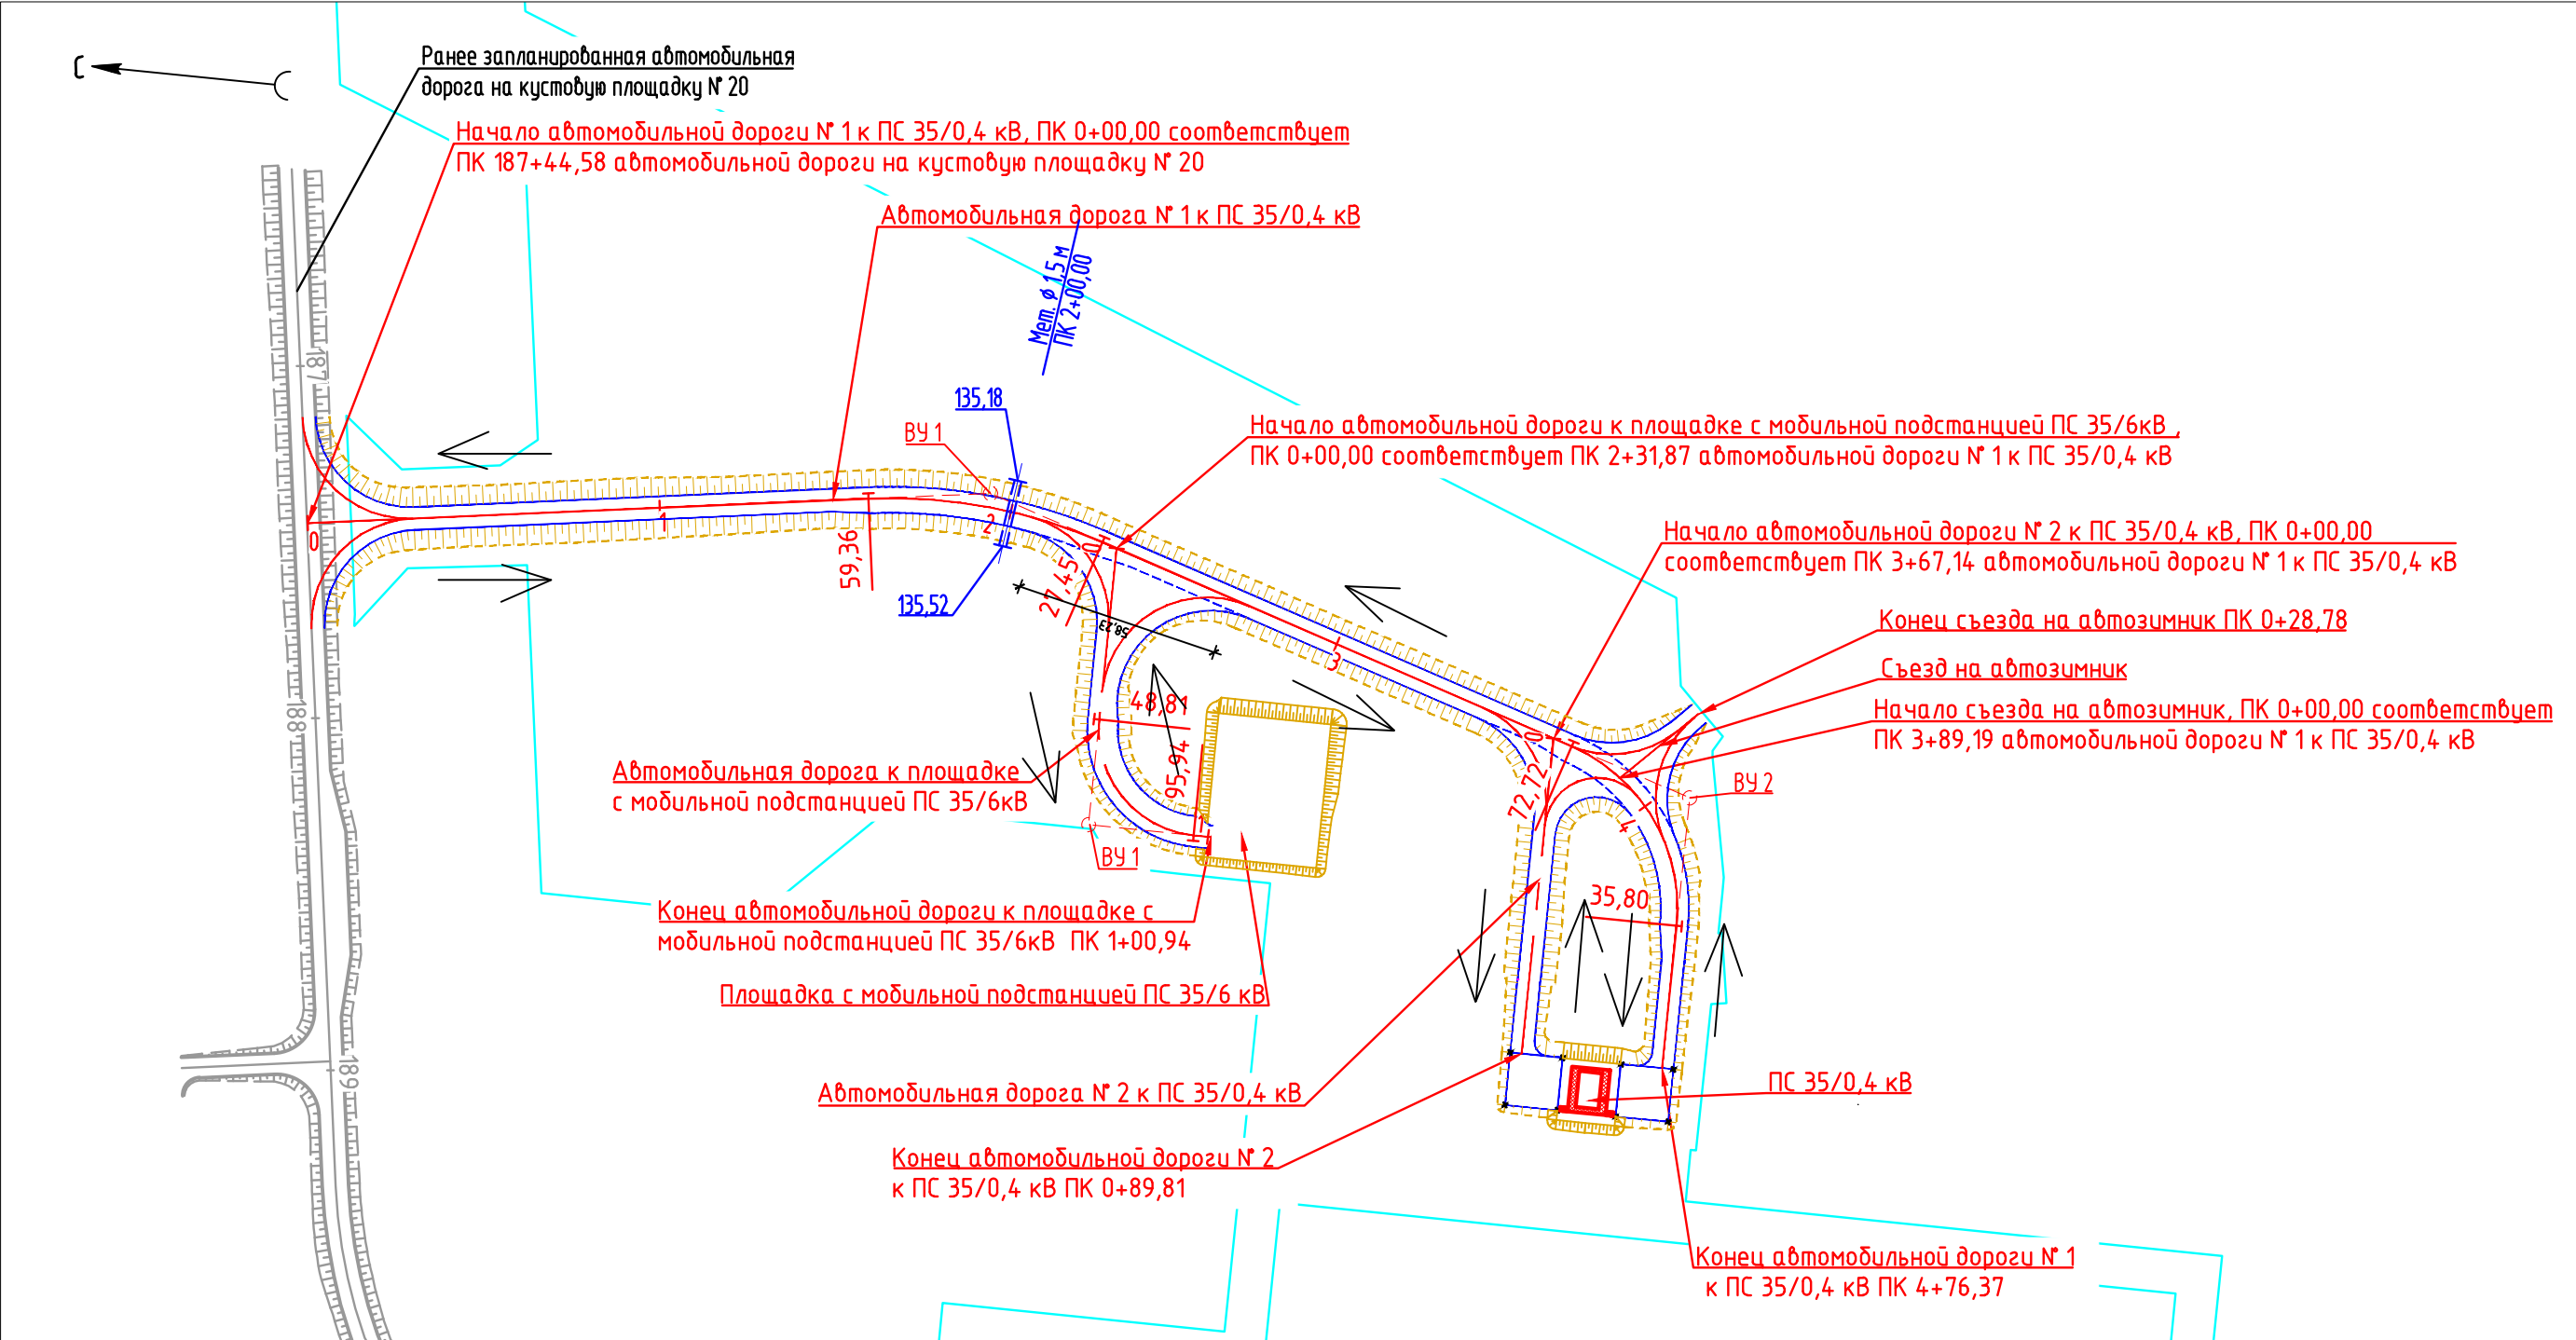 С
Ранее запланированная автомобильная
дорога на кустовую площадку № 20
Начало автомобильной дороги № 1 к ПС 35/0,4 кВ, ПК 0+00,00 соответствует
ПК 187+44,58 автомобильной дороги на кустовую площадку № 20
Автомобильная дорога № 1 к ПС 35/0,4 кВ
Мет. ϕ 1,5 м
ПК 2+00,00
187
135,18
ВУ 1
Начало автомобильной дороги к площадке с мобильной подстанцией ПС 35/6кВ ,
ПК 0+00,00 соответствует ПК 2+31,87 автомобильной дороги № 1 к ПС 35/0,4 кВ
0
1
2
0
59,36
27,45
135,52
58,23
3
Начало автомобильной дороги № 2 к ПС 35/0,4 кВ, ПК 0+00,00
соответствует ПК 3+67,14 автомобильной дороги № 1 к ПС 35/0,4 кВ
Конец съезда на автозимник ПК 0+28,78
Съезд на автозимник
Начало съезда на автозимник, ПК 0+00,00 соответствует
ПК 3+89,19 автомобильной дороги № 1 к ПС 35/0,4 кВ
188
48,81
95,94
0
72,72
ВУ 2
4
Автомобильная дорога к площадке
с мобильной подстанцией ПС 35/6кВ
1
ВУ 1
35,80
Конец автомобильной дороги к площадке с
мобильной подстанцией ПС 35/6кВ ПК 1+00,94
Площадка с мобильной подстанцией ПС 35/6 кВ
189
Автомобильная дорога № 2 к ПС 35/0,4 кВ
ПС 35/0,4 кВ
Конец автомобильной дороги № 2
к ПС 35/0,4 кВ ПК 0+89,81
Конец автомобильной дороги № 1
к ПС 35/0,4 кВ ПК 4+76,37